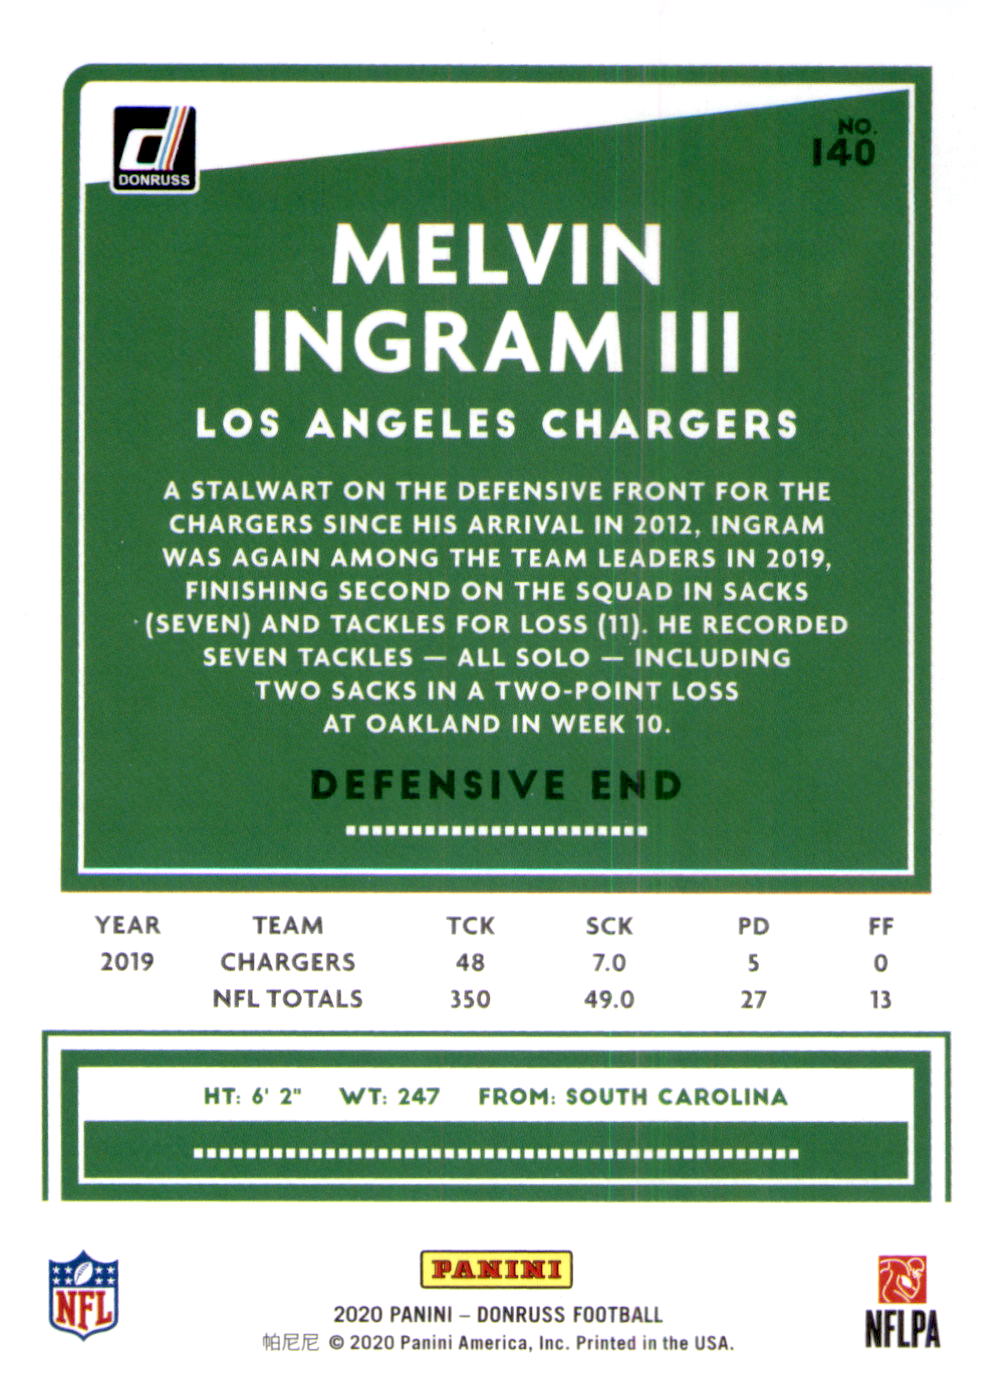 DONRUSS
NO.
140
MELVIN
INGRAM III
LOS ANGELES CHARGERS
A STALWART ON THE DEFENSIVE FRONT FOR THE
CHARGERS SINCE HIS ARRIVAL IN 2012, INGRAM
WAS AGAIN AMONG THE TEAM LEADERS IN 2019,
FINISHING SECOND ON THE SQUAD IN SACKS
(SEVEN) AND TACKLES FOR LOSS (11). HE RECORDED
SEVEN TACKLES — ALL SOLO — INCLUDING
TWO SACKS IN A TWO-POINT LOSS
AT OAKLAND IN WEEK 10.
DEFENSIVE END
YEAR TEAM TCK SCK PD FF
2019 CHARGERS 48 7.0 5 0
NFL TOTALS 350 49.0 27 13
HT: 6' 2" WT: 247 FROM: SOUTH CAROLINA
NFL
PANINI
NFLPA
2020 PANINI – DONRUSS FOOTBALL
帕尼尼 © 2020 Panini America, Inc. Printed in the USA.